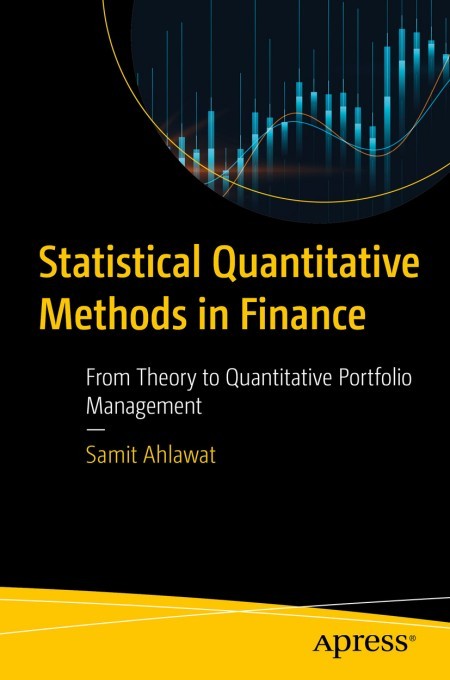 Statistical Quantitative
Methods in Finance
From Theory to Quantitative Portfolio
Management
—
Samit Ahlawat
Apress®